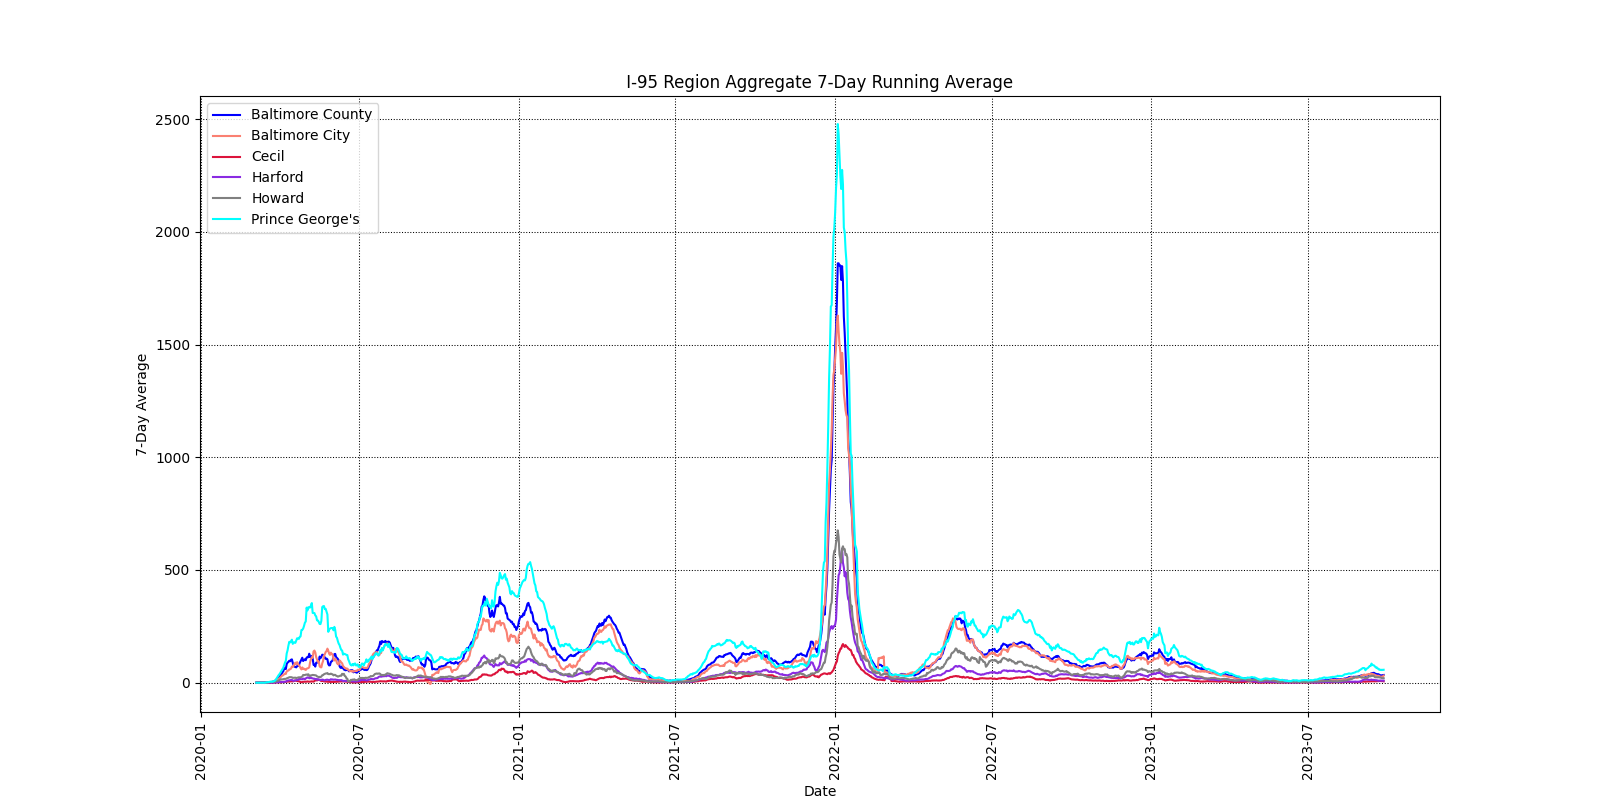 I-95 Region Aggregate 7-Day Running Average
Baltimore County
Baltimore City
Cecil
Harford
Howard
Prince George's
7-Day Average
2500
2000
1500
1000
500
0
2020-01
2020-07
2021-01
2021-07
2022-01
2022-07
2023-01
2023-07
Date